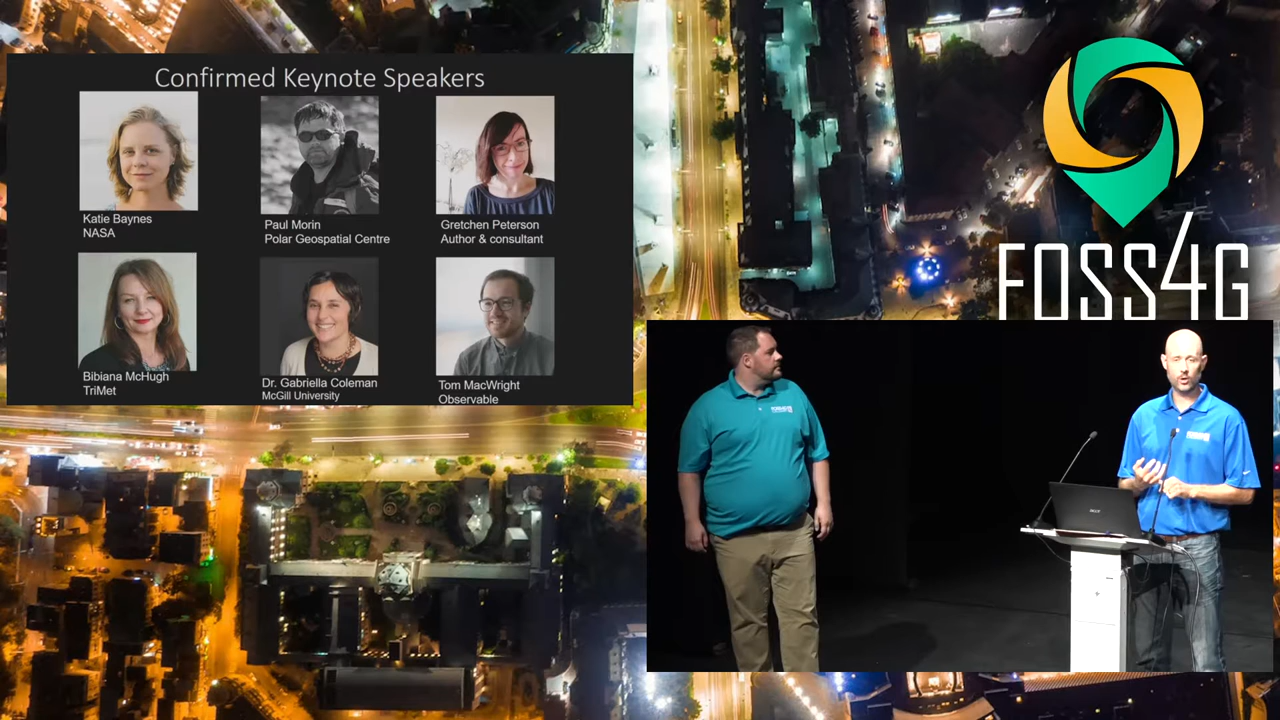 Confirmed Keynote Speakers
Katie Baynes
NASA
Paul Morin
Polar Geospatial Centre
Gretchen Peterson
Author & consultant
Bibiana McHugh
TriMet
Dr. Gabriella Coleman
McGill University
Tom MacWright
Observable
FOSS4G
acer